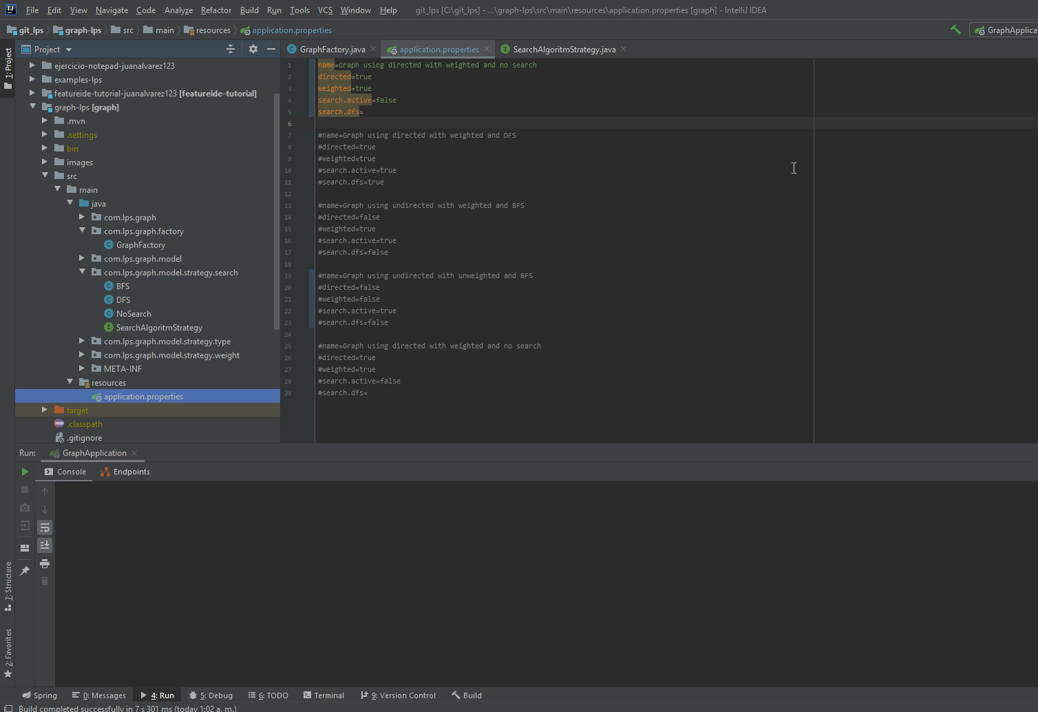 File Edit View Navigate Code Analyze Refactor Build Run Tools VCS Window Help git_lps [C:\git_lps] - ...\graph-lps\src\main\resources\application.properties [graph] - IntelliJ IDEA
git_lps graph-lps src main resources application.properties GraphApplica
1: Project
Project
GraphFactory.java application.properties SearchAlgoritmStrategy.java
ejercicio-notepad-juanalvarez123
examples-lps
featureide-tutorial-juanalvarez123 [featureide-tutorial]
graph-lps [graph]
.mvn
.settings
bin
images
src
main
java
com.lps.graph
com.lps.graph.factory
GraphFactory
com.lps.graph.model
com.lps.graph.model.strategy.search
BFS
DFS
NoSearch
SearchAlgoritmStrategy
com.lps.graph.model.strategy.type
com.lps.graph.model.strategy.weight
META-INF
resources
application.properties
target
.classpath
.gitignore
1 name=Graph using directed with weighted and no search
2 directed=true
3 weighted=true
4 search.active=false
5 search.dfs=
6
7 #name=Graph using directed with weighted and DFS
8 #directed=true
9 #weighted=true
10 #search.active=true
11 #search.dfs=true
12
13 #name=Graph using undirected with weighted and BFS
14 #directed=false
15 #weighted=true
16 #search.active=true
17 #search.dfs=false
18
19 #name=Graph using undirected with unweighted and BFS
20 #directed=false
21 #weighted=false
22 #search.active=true
23 #search.dfs=false
24
25 #name=Graph using directed with weighted and no search
26 #directed=true
27 #weighted=true
28 #search.active=false
29 #search.dfs=
Run: GraphApplication
Console Endpoints
7: Structure
2: Favorites
Spring 0: Messages 4: Run 5: Debug 6: TODO Terminal 9: Version Control Build
Build completed successfully in 7 s 301 ms (today 1:02 a. m.)